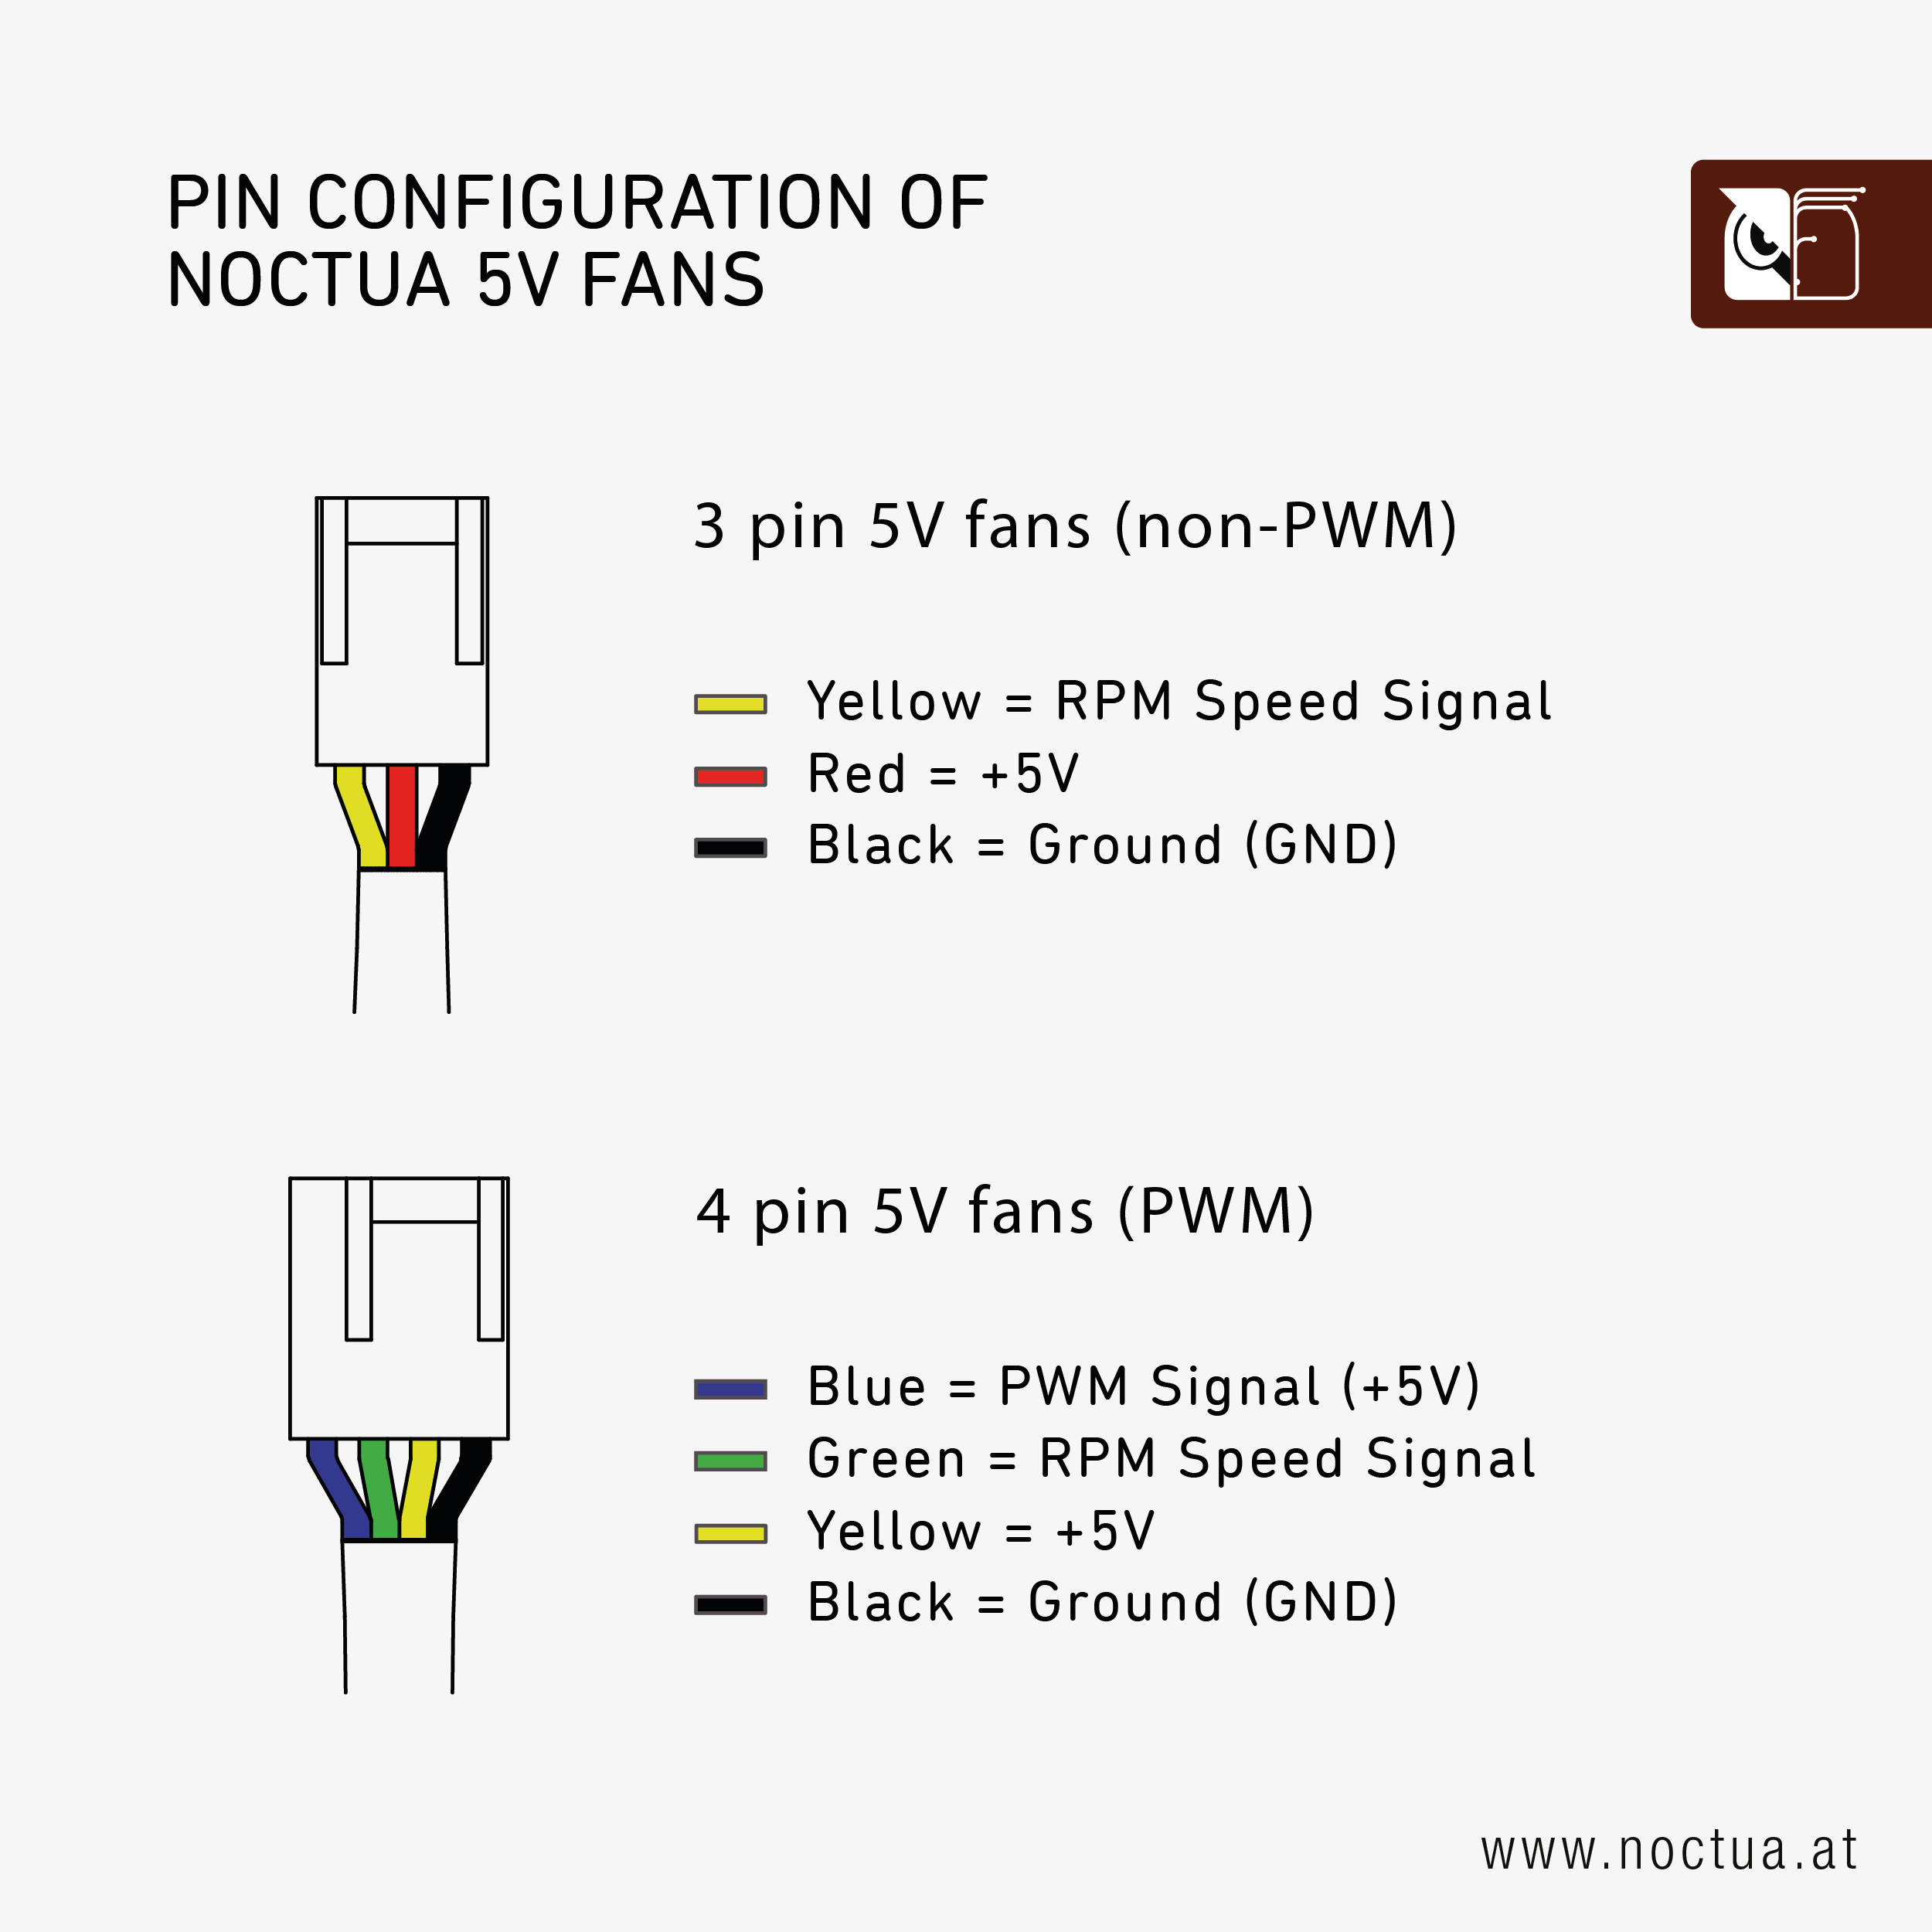 PIN CONFIGURATION OF
NOCTUA 5V FANS
3 pin 5V fans (non-PWM)
Yellow = RPM Speed Signal
Red = +5V
Black = Ground (GND)
4 pin 5V fans (PWM)
Blue = PWM Signal (+5V)
Green = RPM Speed Signal
Yellow = +5V
Black = Ground (GND)
www.noctua.at